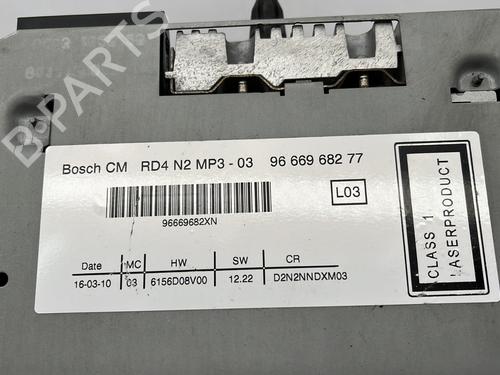 B-PARTS
Bosch CM RD4 N2 MP3 - 03 96 669 682 77
L03
96669682XN
Date MC HW SW CR
16-03-10 03 6156D08V00 12.22 D2N2NNDXM03
CLASS 1
LASERPRODUCT